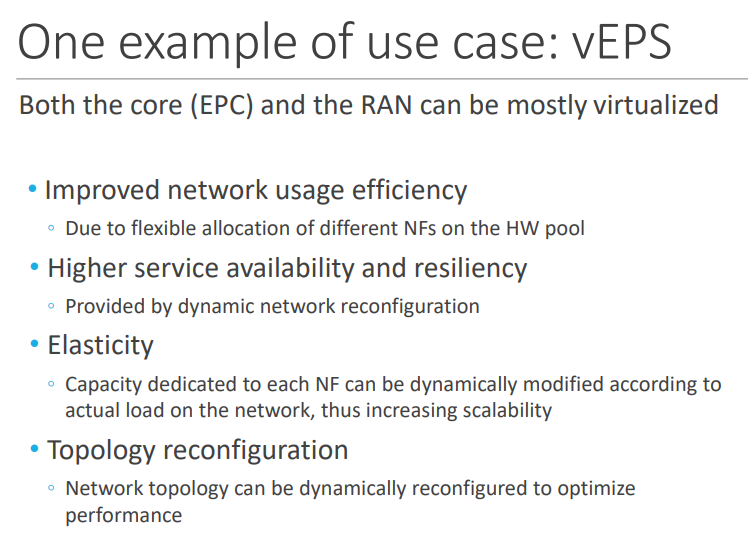 One example of use case: vEPS
Both the core (EPC) and the RAN can be mostly virtualized
• Improved network usage efficiency
◦ Due to flexible allocation of different NFs on the HW pool
• Higher service availability and resiliency
◦ Provided by dynamic network reconfiguration
• Elasticity
◦ Capacity dedicated to each NF can be dynamically modified according to
actual load on the network, thus increasing scalability
• Topology reconfiguration
◦ Network topology can be dynamically reconfigured to optimize
performance